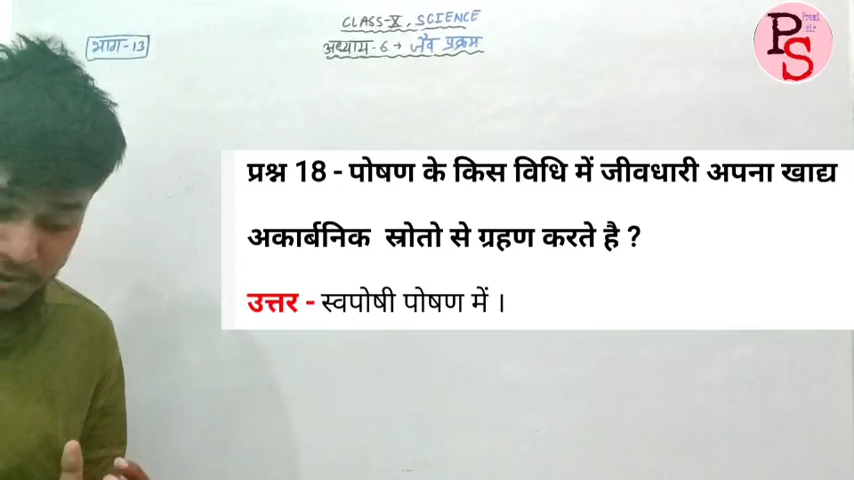 CLASS-X, SCIENCE
भाग-13
अध्याय-6 → जैव प्रक्रम
PS
प्रश्न 18 - पोषण के किस विधि में जीवधारी अपना खाद्य
अकार्बनिक स्रोतो से ग्रहण करते है ?
उत्तर - स्वपोषी पोषण में ।